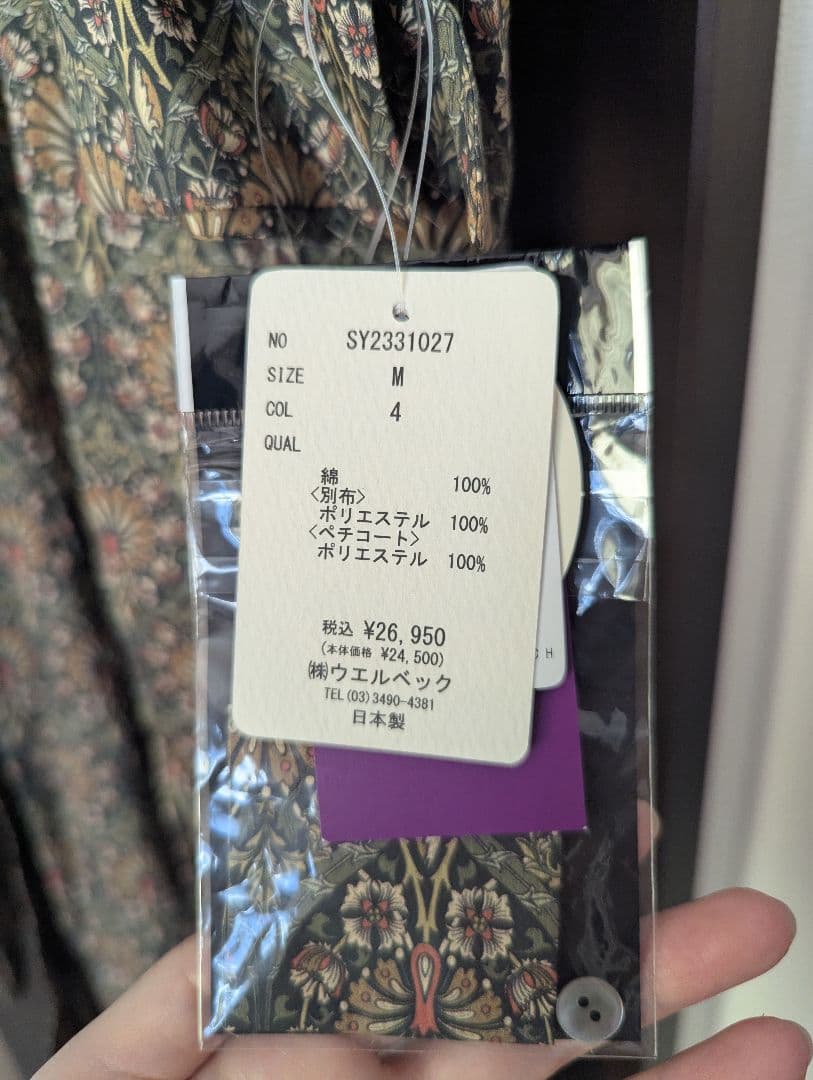 NO SY2331027
SIZE M
COL 4
QUAL
綿 100%
<別布>
ポリエステル 100%
<ペチコート>
ポリエステル 100%
税込 ¥26,950
(本体価格 ¥24,500)
㈱ウエルベック
TEL(03)3490-4381
日本製
CH